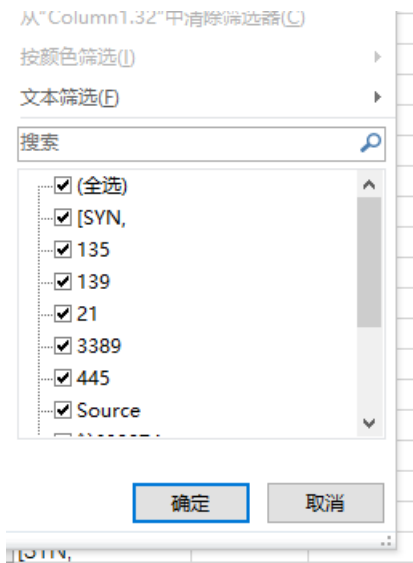 从"Column1.32"中清除筛选器(C)
按颜色筛选(I)
文本筛选(F)
搜索
(全选)
[SYN,
135
139
21
3389
445
Source
确定
取消
[SYN,